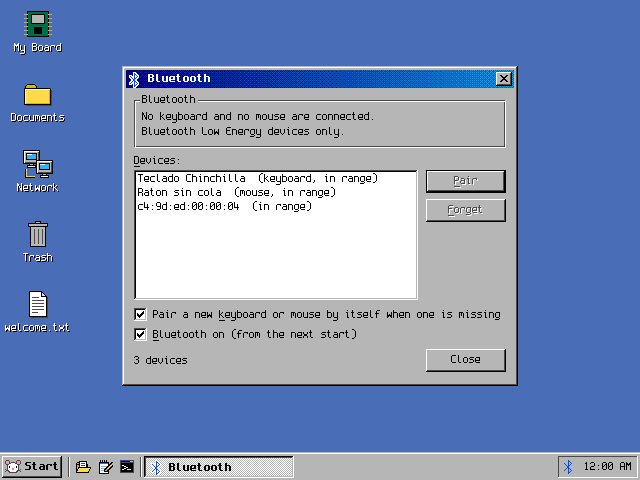 My Board
Documents
Network
Trash
welcome.txt
Bluetooth
Bluetooth
No keyboard and no mouse are connected.
Bluetooth Low Energy devices only.
Devices:
Teclado Chinchilla (keyboard, in range)
Raton sin cola (mouse, in range)
c4:9d:ed:00:00:04 (in range)
Pair
Forget
Pair a new keyboard or mouse by itself when one is missing
Bluetooth on (from the next start)
3 devices
Close
Start
Bluetooth
12:00 AM